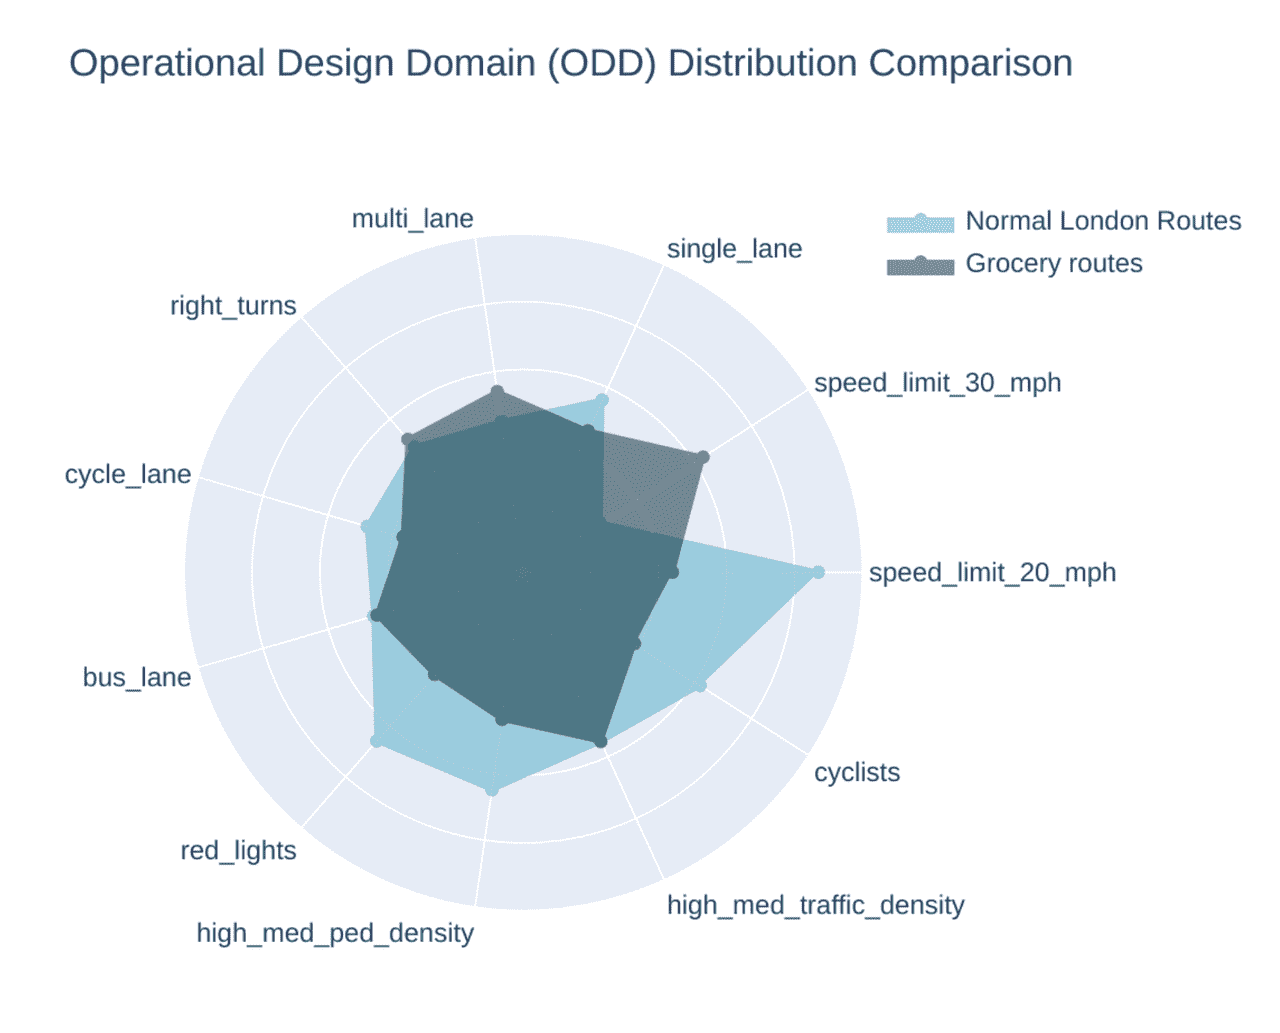 Operational Design Domain (ODD) Distribution Comparison
multi_lane
single_lane
Normal London Routes
Grocery routes
right_turns
speed_limit_30_mph
cycle_lane
speed_limit_20_mph
bus_lane
cyclists
red_lights
high_med_traffic_density
high_med_ped_density